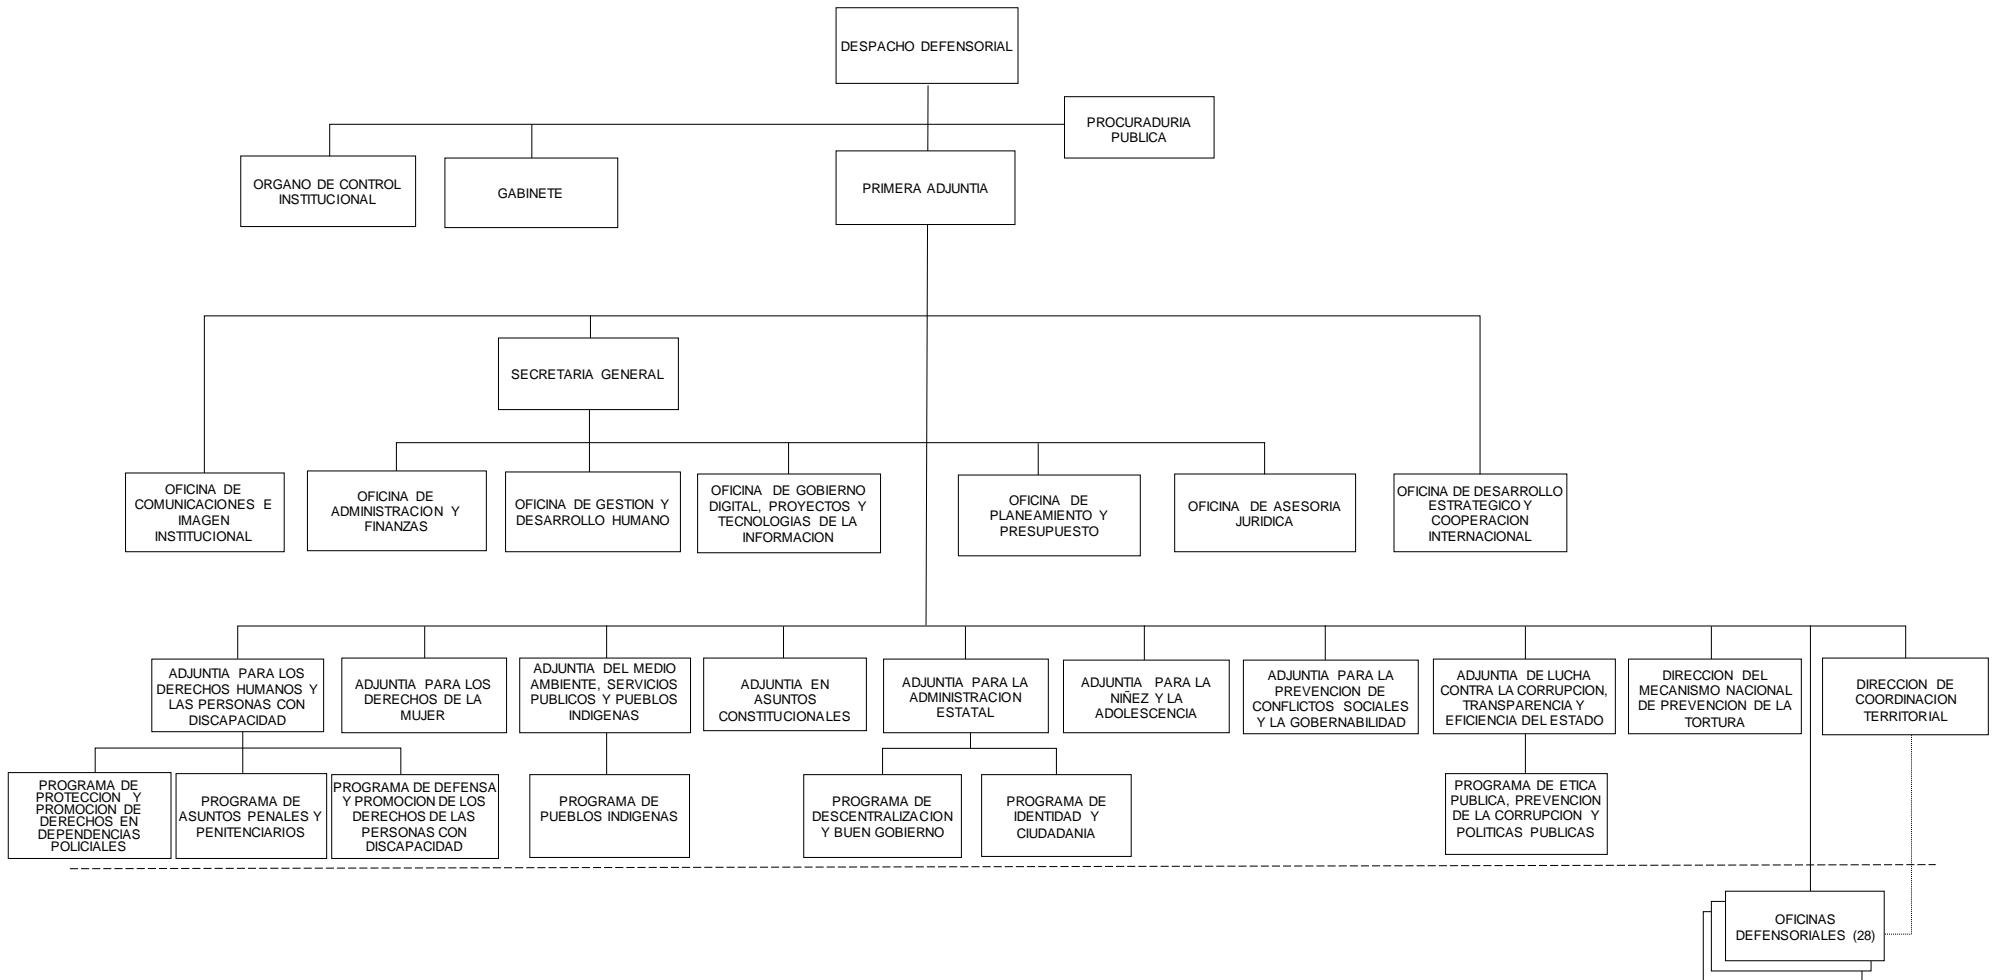 DESPACHO DEFENSORIAL
PROCURADURIA
PUBLICA
ORGANO DE CONTROL
INSTITUCIONAL
GABINETE
PRIMERA ADJUNTIA
SECRETARIA GENERAL
OFICINA DE
COMUNICACIONES E
IMAGEN
INSTITUCIONAL
OFICINA DE
ADMINISTRACION Y
FINANZAS
OFICINA DE GESTION Y
DESARROLLO HUMANO
OFICINA DE GOBIERNO
DIGITAL, PROYECTOS Y
TECNOLOGIAS DE LA
INFORMACION
OFICINA DE
PLANEAMIENTO Y
PRESUPUESTO
OFICINA DE ASESORIA
JURIDICA
OFICINA DE DESARROLLO
ESTRATEGICO Y
COOPERACION
INTERNACIONAL
ADJUNTIA PARA LOS
DERECHOS HUMANOS Y
LAS PERSONAS CON
DISCAPACIDAD
ADJUNTIA PARA LOS
DERECHOS DE LA
MUJER
ADJUNTIA DEL MEDIO
AMBIENTE, SERVICIOS
PUBLICOS Y PUEBLOS
INDIGENAS
ADJUNTIA EN
ASUNTOS
CONSTITUCIONALES
ADJUNTIA PARA LA
ADMINISTRACION
ESTATAL
ADJUNTIA PARA LA
NIÑEZ Y LA
ADOLESCENCIA
ADJUNTIA PARA LA
PREVENCION DE
CONFLICTOS SOCIALES
Y LA GOBERNABILIDAD
ADJUNTIA DE LUCHA
CONTRA LA CORRUPCION,
TRANSPARENCIA Y
EFICIENCIA DEL ESTADO
DIRECCION DEL
MECANISMO NACIONAL
DE PREVENCION DE LA
TORTURA
DIRECCION DE
COORDINACION
TERRITORIAL
PROGRAMA DE
PROTECCION Y
PROMOCION DE
DERECHOS EN
DEPENDENCIAS
POLICIALES
PROGRAMA DE
ASUNTOS PENALES Y
PENITENCIARIOS
PROGRAMA DE DEFENSA
Y PROMOCION DE LOS
DERECHOS DE LAS
PERSONAS CON
DISCAPACIDAD
PROGRAMA DE
PUEBLOS INDIGENAS
PROGRAMA DE
DESCENTRALIZACION
Y BUEN GOBIERNO
PROGRAMA DE
IDENTIDAD Y
CIUDADANIA
PROGRAMA DE ETICA
PUBLICA, PREVENCION
DE LA CORRUPCION Y
POLITICAS PUBLICAS
OFICINAS
DEFENSORIALES (28)